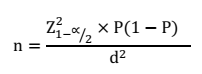 n = Z²₁₋∝/₂ × P(1 − P) / d²